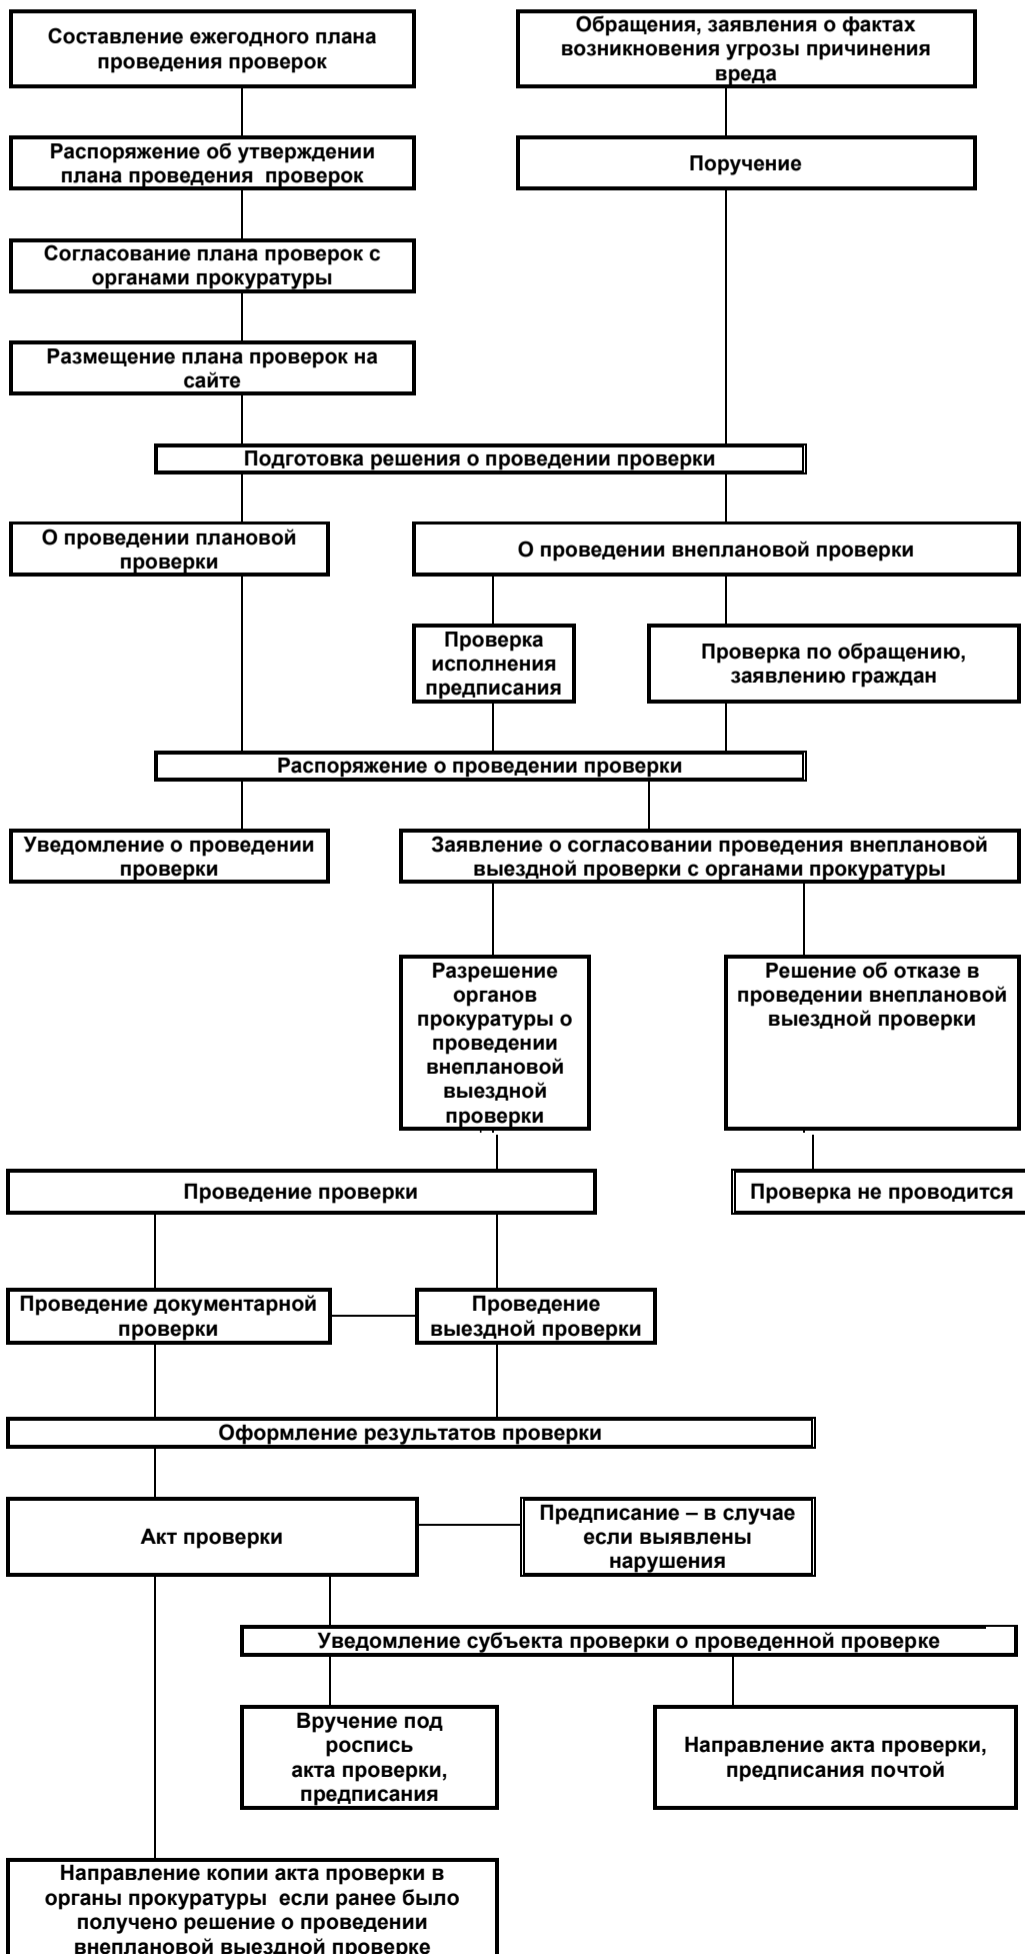 Составление ежегодного плана
проведения проверок
Обращения, заявления о фактах
возникновения угрозы причинения
вреда
Распоряжение об утверждении
плана проведения проверок
Поручение
Согласование плана проверок с
органами прокуратуры
Размещение плана проверок на
сайте
Подготовка решения о проведении проверки
О проведении плановой
проверки
О проведении внеплановой проверки
Проверка
исполнения
предписания
Проверка по обращению,
заявлению граждан
Распоряжение о проведении проверки
Уведомление о проведении
проверки
Заявление о согласовании проведения внеплановой
выездной проверки с органами прокуратуры
Разрешение
органов
прокуратуры о
проведении
внеплановой
выездной
проверки
Решение об отказе в
проведении внеплановой
выездной проверки
Проведение проверки
Проверка не проводится
Проведение документарной
проверки
Проведение
выездной проверки
Оформление результатов проверки
Акт проверки
Предписание – в случае
если выявлены
нарушения
Уведомление субъекта проверки о проведенной проверке
Вручение под
роспись
акта проверки,
предписания
Направление акта проверки,
предписания почтой
Направление копии акта проверки в
органы прокуратуры если ранее было
получено решение о проведении
внеплановой выездной проверке